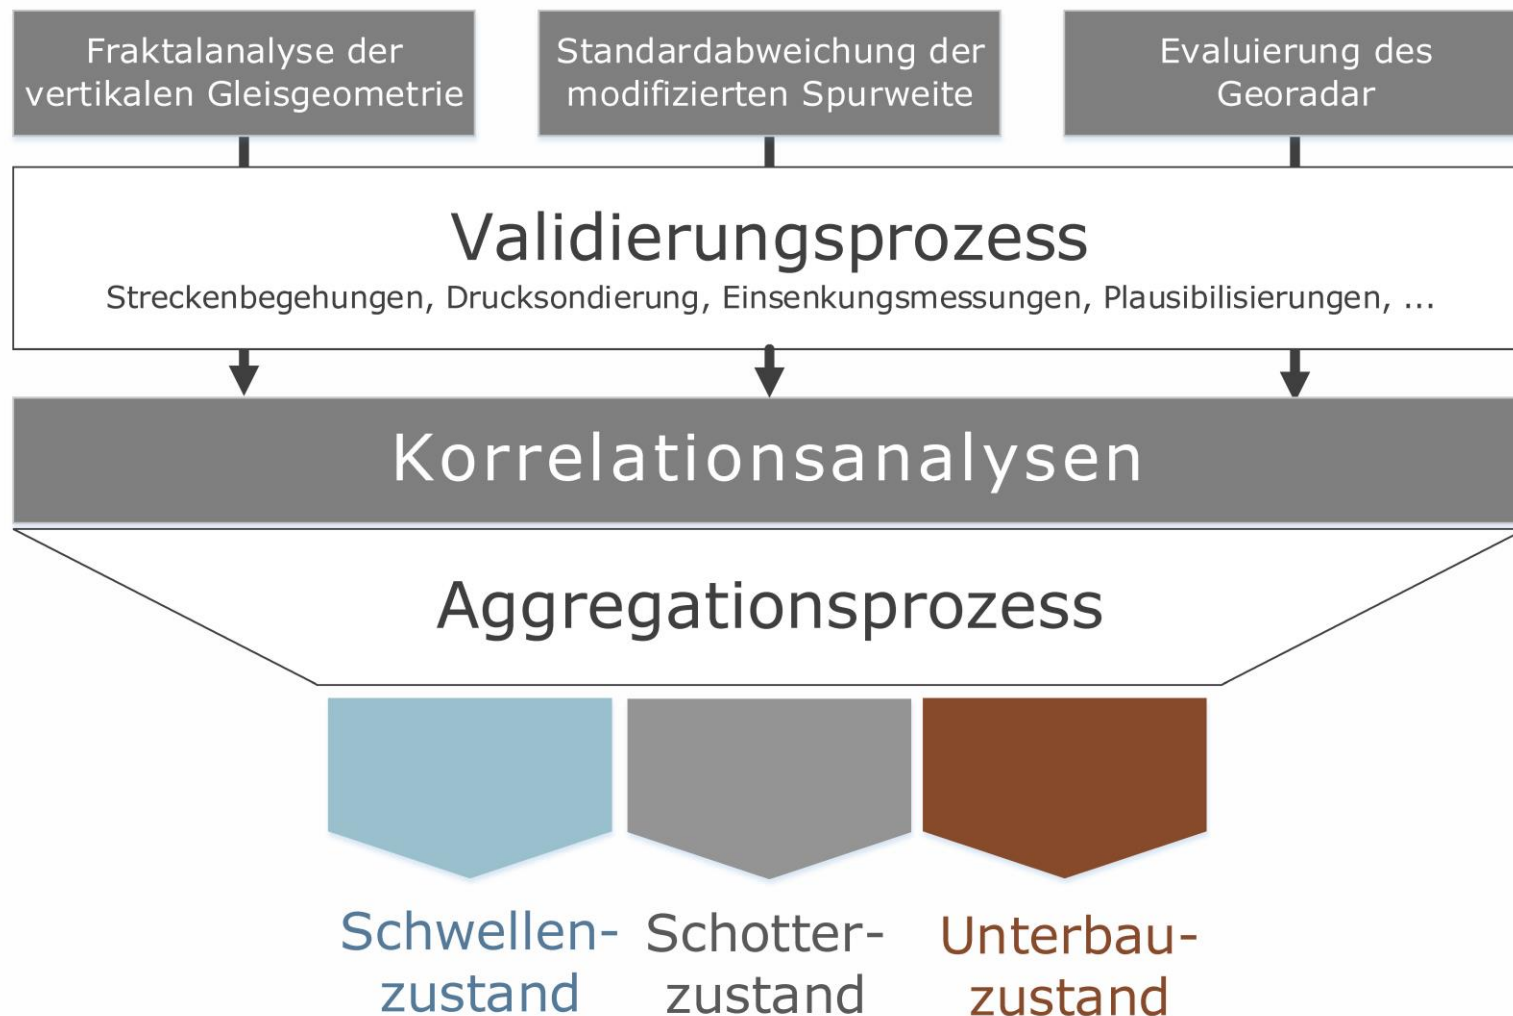 Fraktalanalyse der
vertikalen Gleisgeometrie
Standardabweichung der
modifizierten Spurweite
Evaluierung des
Georadar
Validierungsprozess
Streckenbegehungen, Drucksondierung, Einsenkungsmessungen, Plausibilisierungen, ...
Korrelationsanalysen
Aggregationsprozess
Schwellen-
zustand
Schotter-
zustand
Unterbau-
zustand